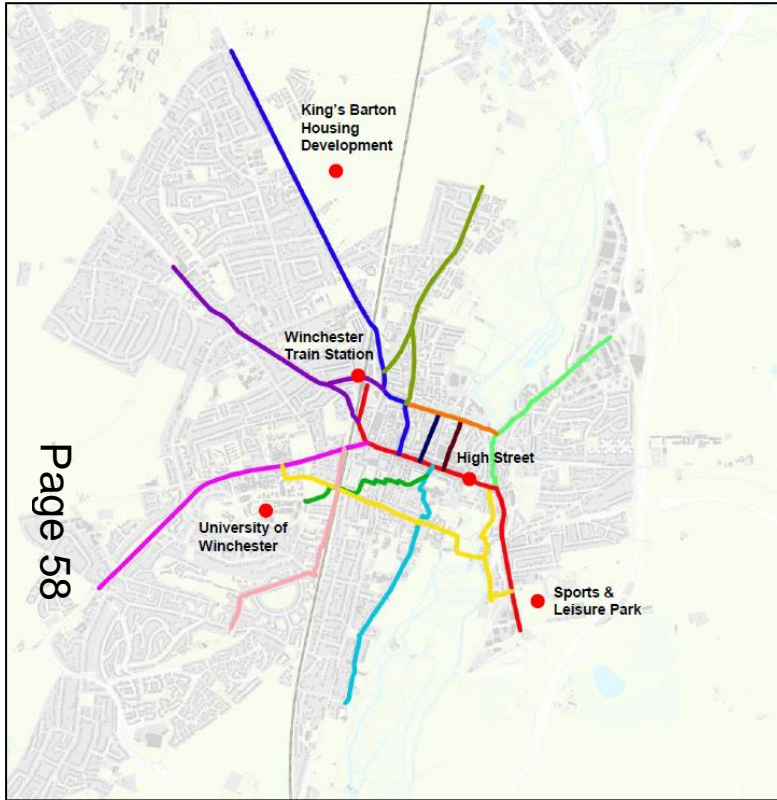 King's Barton
Housing
Development
Winchester
Train Station
High Street
University of
Winchester
Sports &
Leisure Park
Page 58